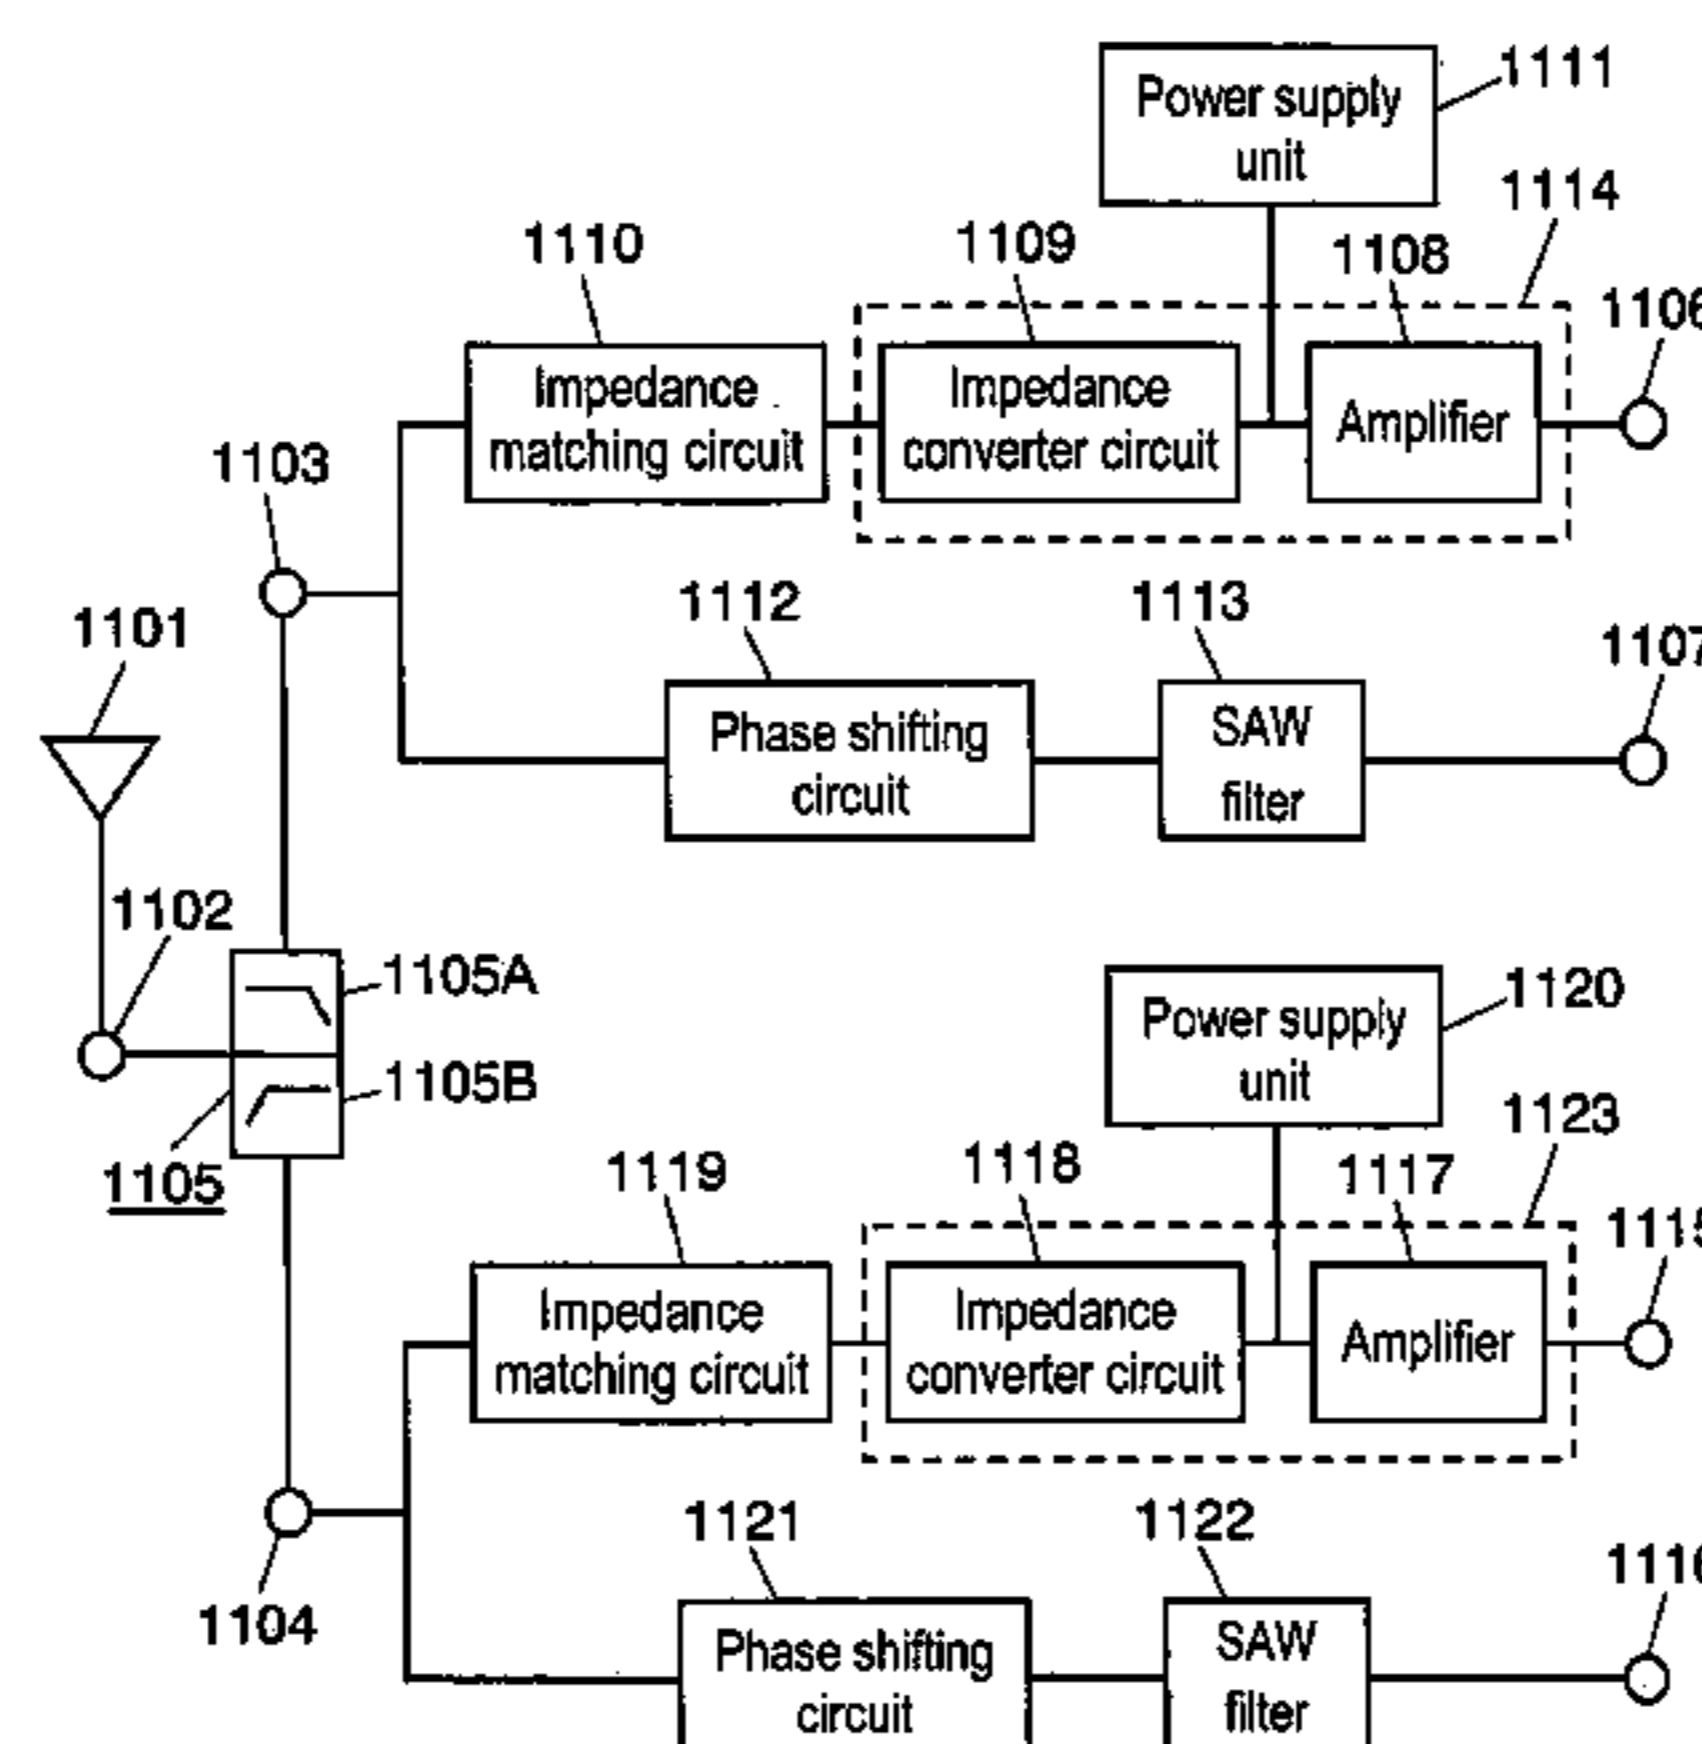 Power supply
unit
1111
1114
1110
1109
1108
1106
Impedance
matching circuit
Impedance
converter circuit
Amplifier
1103
1112
1113
1107
1101
Phase shifting
circuit
SAW
filter
1102
1105A
Power supply
unit
1120
1105B
1123
1105
1119
1118
1117
1115
Impedance
matching circuit
Impedance
converter circuit
Amplifier
1121
1122
1116
1104
Phase shifting
circuit
SAW
filter